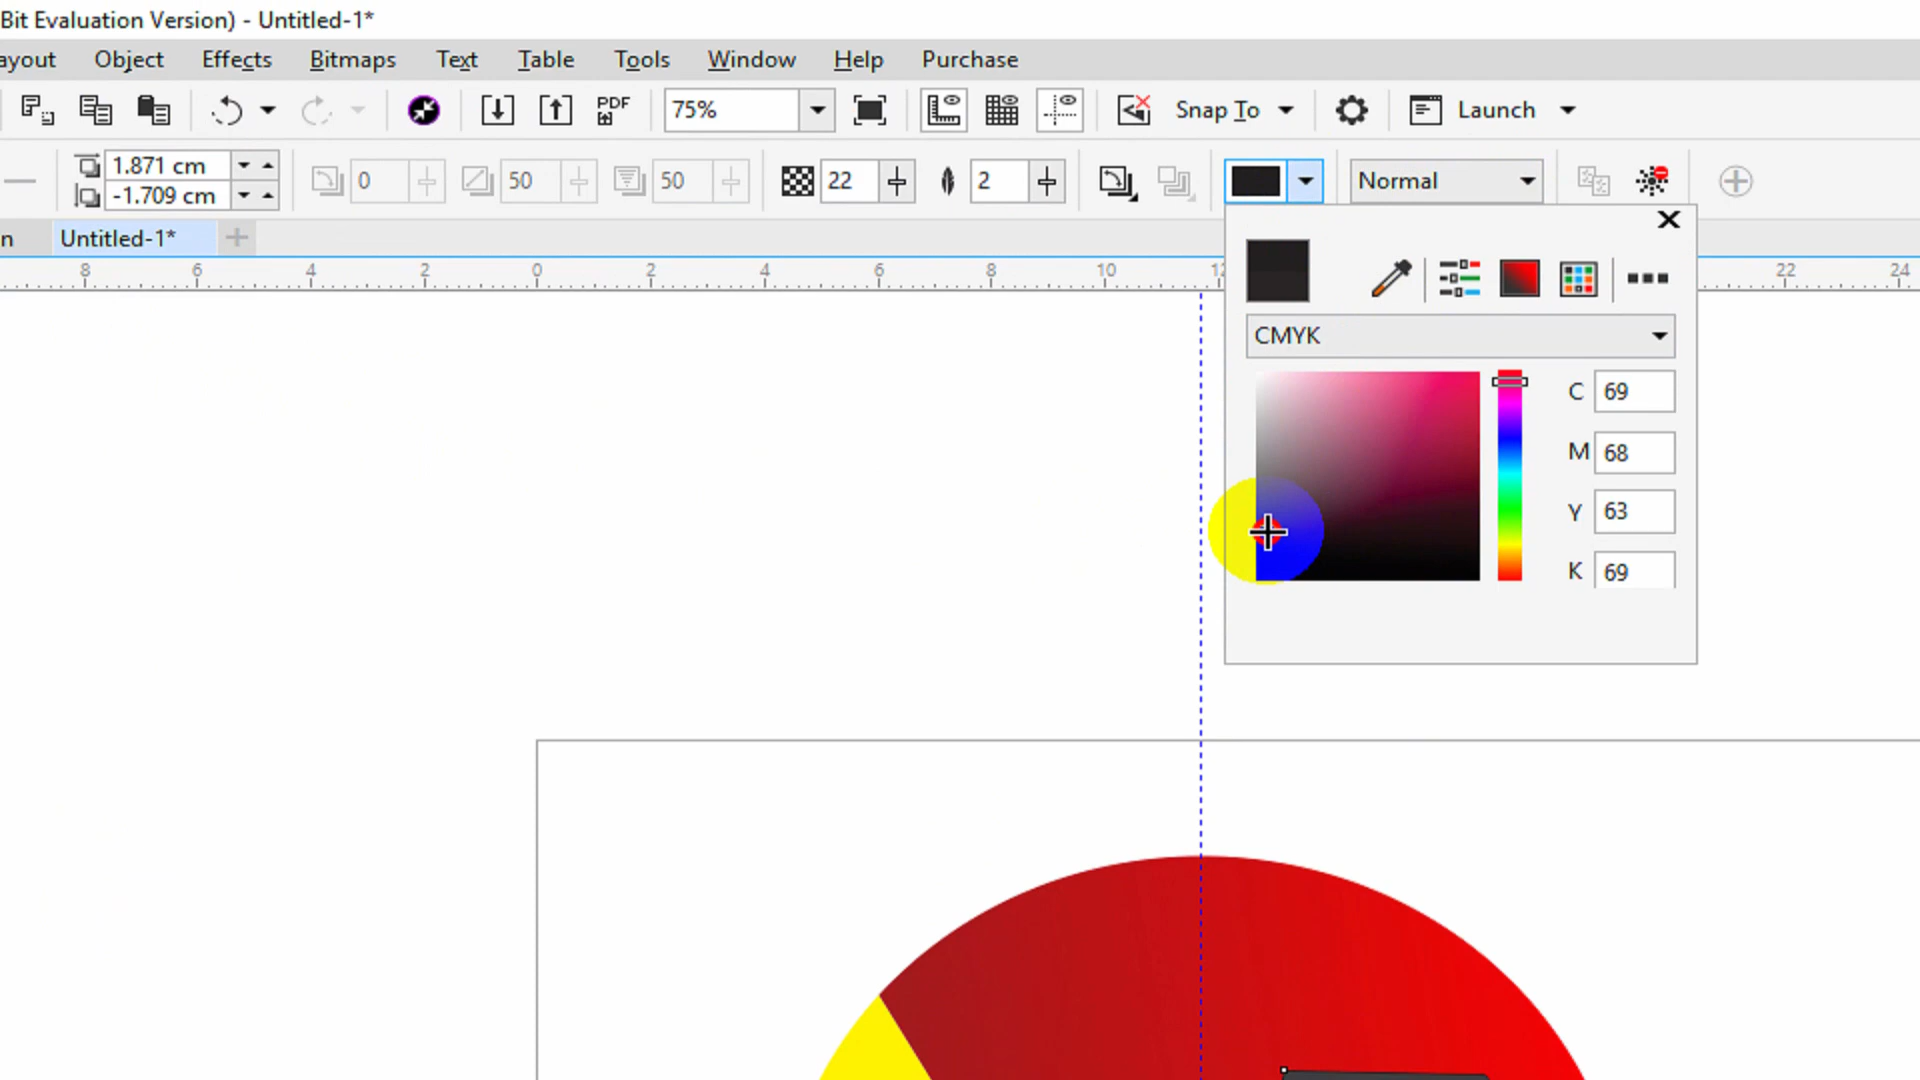 Bit Evaluation Version) - Untitled-1*
ayout Object Effects Bitmaps Text Table Tools Window Help Purchase
PDF 75% Snap To Launch
1.871 cm 0 50 50 22 2 Normal
-1.709 cm
n Untitled-1*
8 6 4 2 0 2 4 6 8 10 12 22 24
CMYK
C 69
M 68
Y 63
K 69